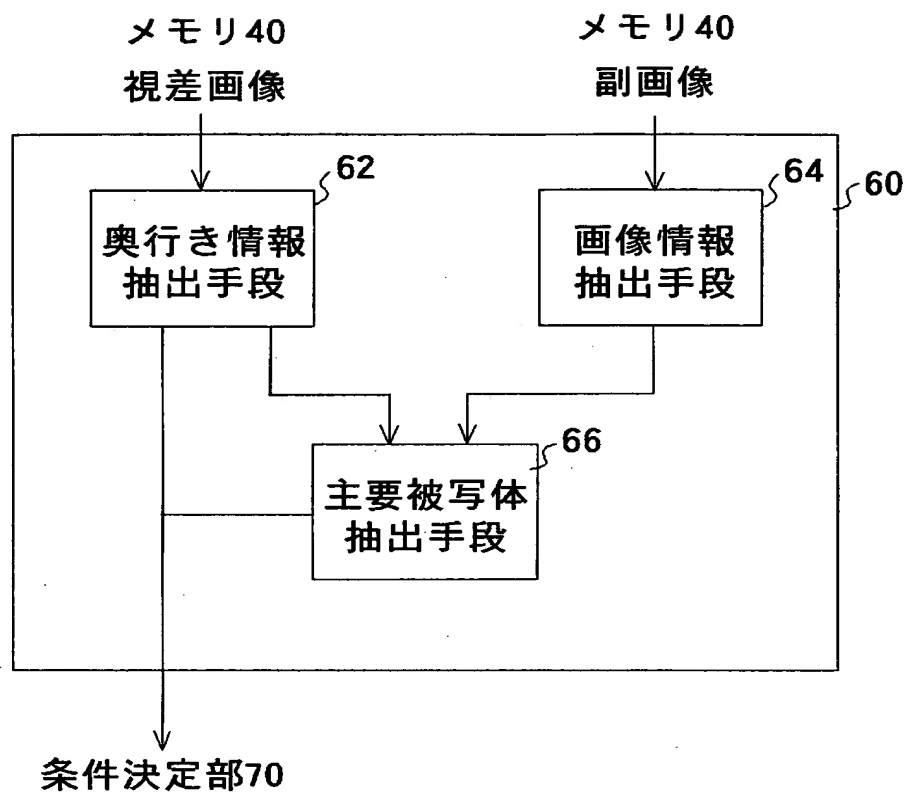 メモリ40
視差画像
メモリ40
副画像
62
奥行き情報
抽出手段
64
画像情報
抽出手段
60
66
主要被写体
抽出手段
条件決定部70